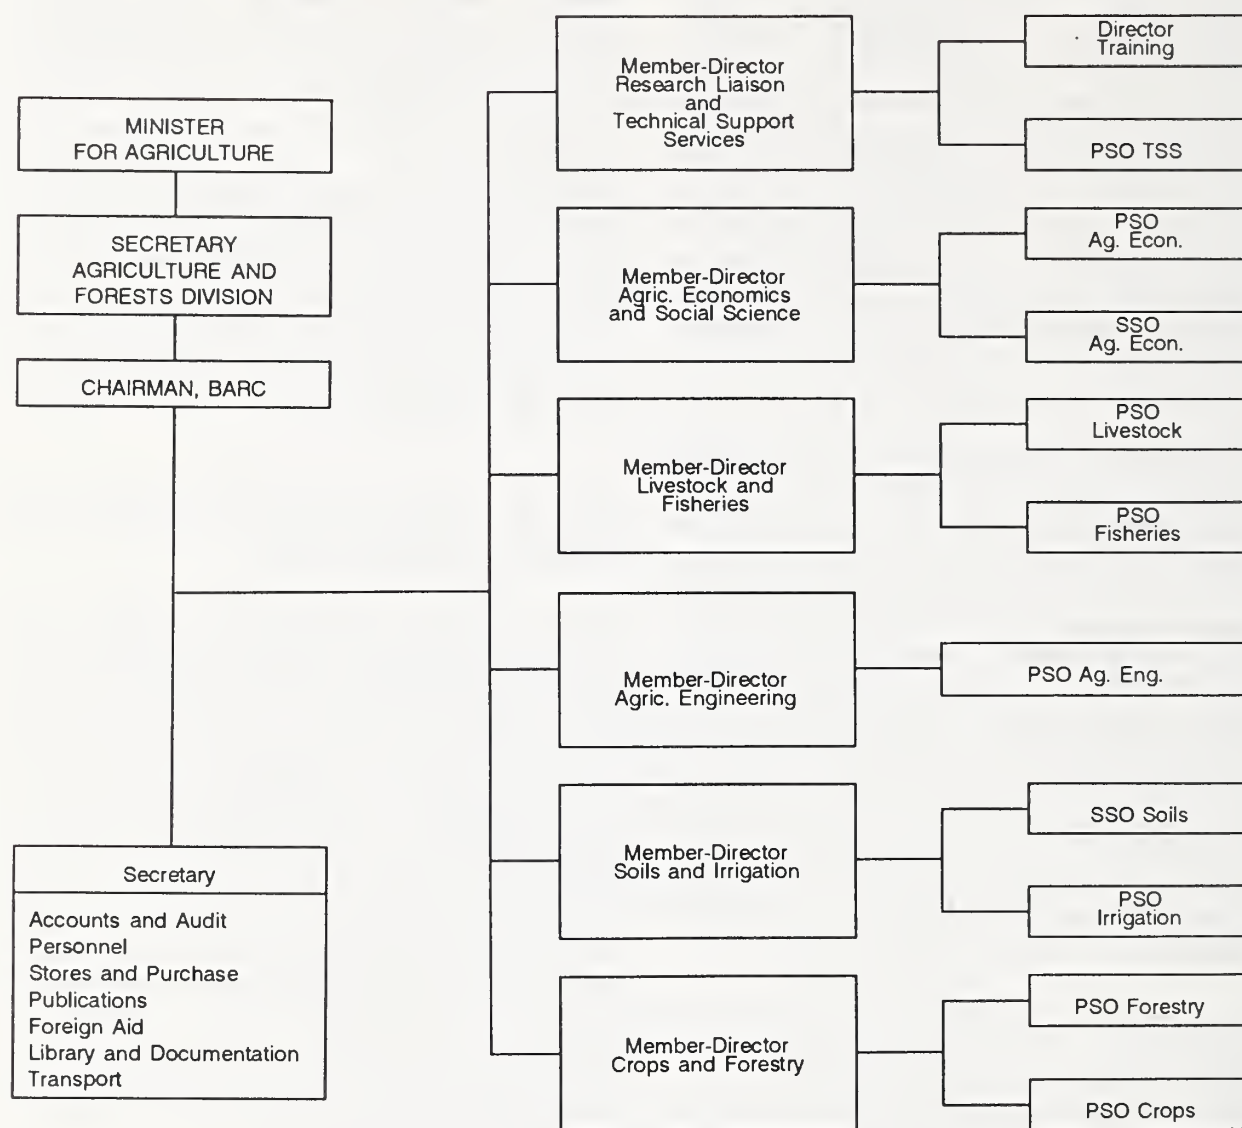 MINISTER
FOR AGRICULTURE
SECRETARY
AGRICULTURE AND
FORESTS DIVISION
CHAIRMAN, BARC
Secretary
Accounts and Audit
Personnel
Stores and Purchase
Publications
Foreign Aid
Library and Documentation
Transport
Member-Director
Research Liaison
and
Technical Support
Services
Director
Training
PSO TSS
Member-Director
Agric. Economics
and Social Science
PSO
Ag. Econ.
SSO
Ag. Econ.
Member-Director
Livestock and
Fisheries
PSO
Livestock
PSO
Fisheries
Member-Director
Agric. Engineering
PSO Ag. Eng.
Member-Director
Soils and Irrigation
SSO Soils
PSO
Irrigation
Member-Director
Crops and Forestry
PSO Forestry
PSO Crops